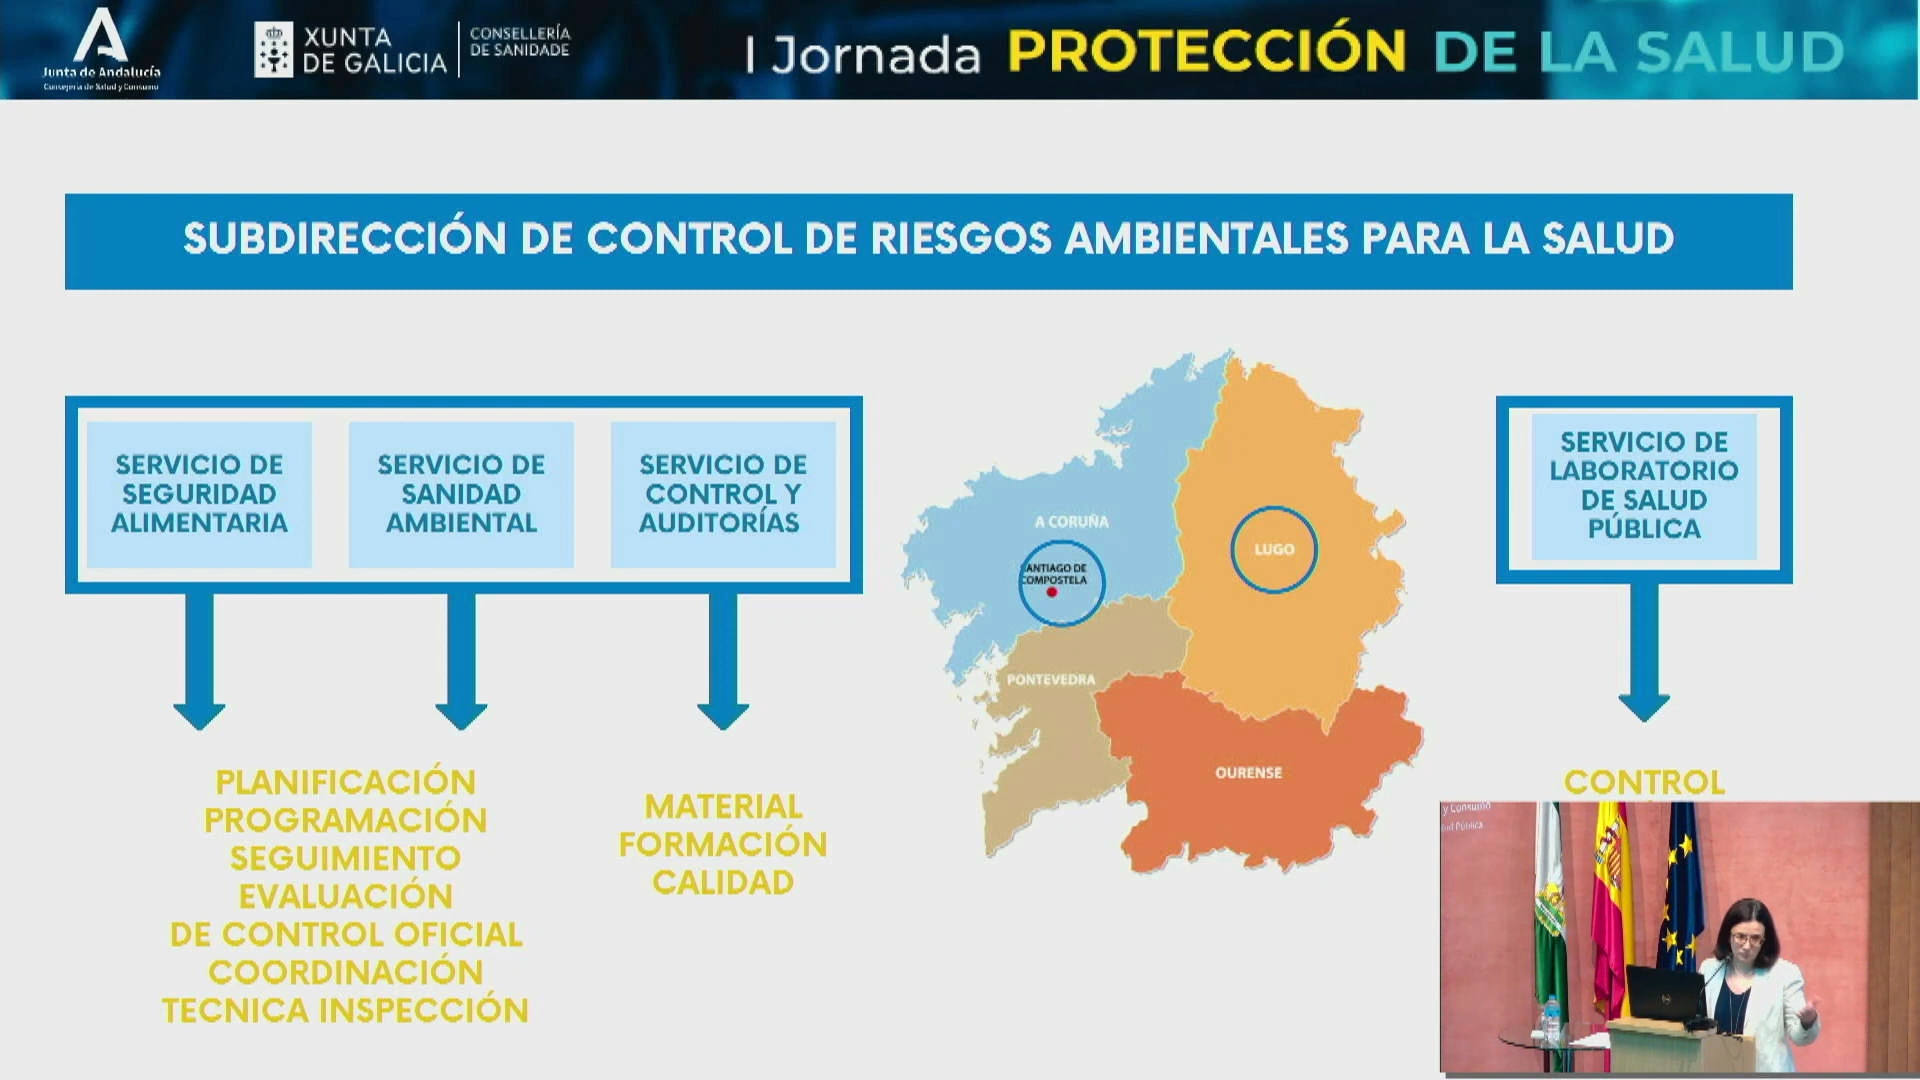 Junta de Andalucía
Consejería de Salud y Consumo
XUNTA
DE GALICIA
CONSELLERÍA
DE SANIDADE
I Jornada PROTECCIÓN DE LA SALUD
SUBDIRECCIÓN DE CONTROL DE RIESGOS AMBIENTALES PARA LA SALUD
SERVICIO DE
SEGURIDAD
ALIMENTARIA
SERVICIO DE
SANIDAD
AMBIENTAL
SERVICIO DE
CONTROL Y
AUDITORÍAS
PLANIFICACIÓN
PROGRAMACIÓN
SEGUIMIENTO
EVALUACIÓN
DE CONTROL OFICIAL
COORDINACIÓN
TECNICA INSPECCIÓN
MATERIAL
FORMACIÓN
CALIDAD
A CORUÑA
ANTIAGO DE
COMPOSTELA
LUGO
PONTEVEDRA
OURENSE
SERVICIO DE
LABORATORIO
DE SALUD
PÚBLICA
CONTROL
y Consumo
Pública